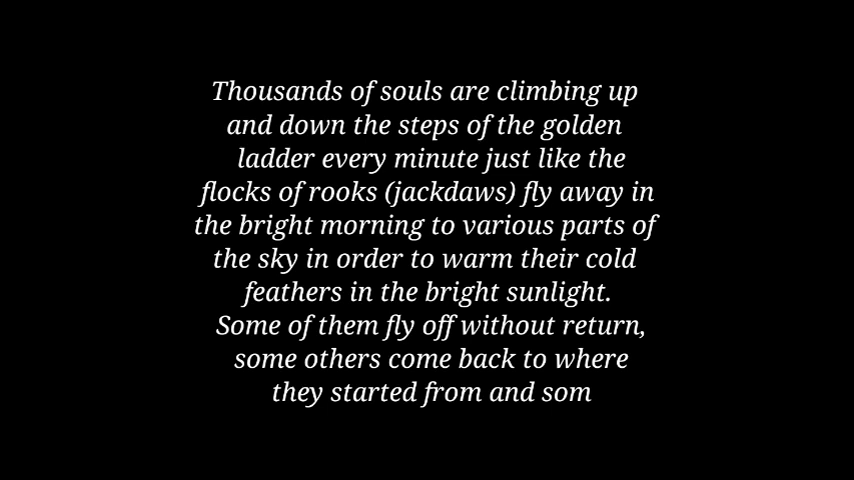 Thousands of souls are climbing up
and down the steps of the golden
ladder every minute just like the
flocks of rooks (jackdaws) fly away in
the bright morning to various parts of
the sky in order to warm their cold
feathers in the bright sunlight.
Some of them fly off without return,
some others come back to where
they started from and som